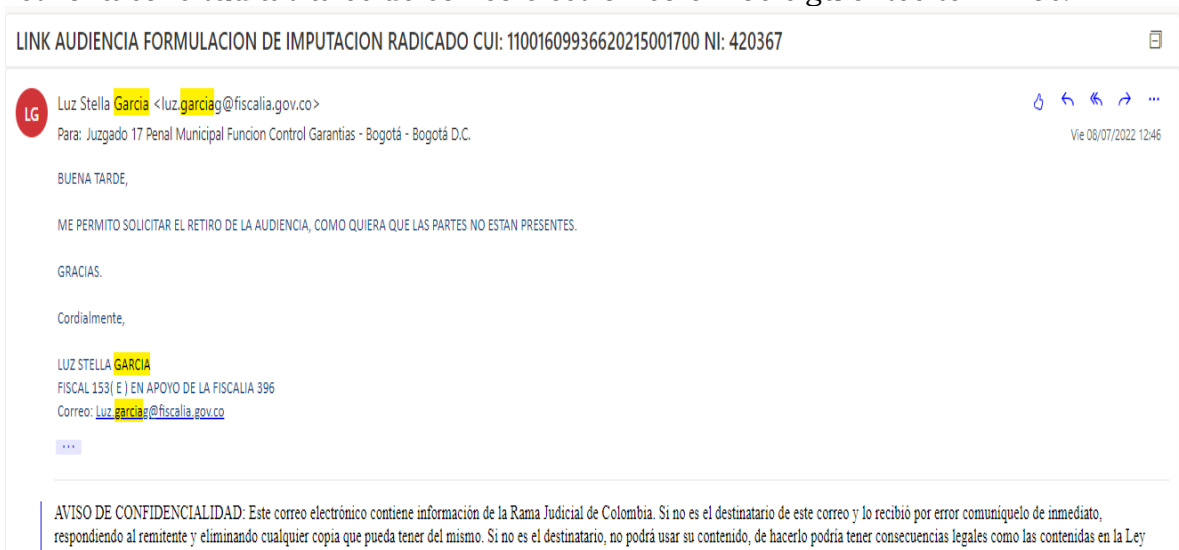 LINK AUDIENCIA FORMULACION DE IMPUTACION RADICADO CUI: 11001609936620215001700 NI: 420367
LG
Luz Stella Garcia <luz.garciag@fiscalia.gov.co>
Para: Juzgado 17 Penal Municipal Funcion Control Garantias - Bogotá - Bogotá D.C.
Vie 08/07/2022 12:46
BUENA TARDE,
ME PERMITO SOLICITAR EL RETIRO DE LA AUDIENCIA, COMO QUIERA QUE LAS PARTES NO ESTAN PRESENTES.
GRACIAS.
Cordialmente,
LUZ STELLA GARCIA
FISCAL 153( E ) EN APOYO DE LA FISCALIA 396
Correo: Luz.garciag@fiscalia.gov.co
...
AVISO DE CONFIDENCIALIDAD: Este correo electrónico contiene información de la Rama Judicial de Colombia. Si no es el destinatario de este correo y lo recibió por error comuníquelo de inmediato,
respondiendo al remitente y eliminando cualquier copia que pueda tener del mismo. Si no es el destinatario, no podrá usar su contenido, de hacerlo podría tener consecuencias legales como las contenidas en la Ley